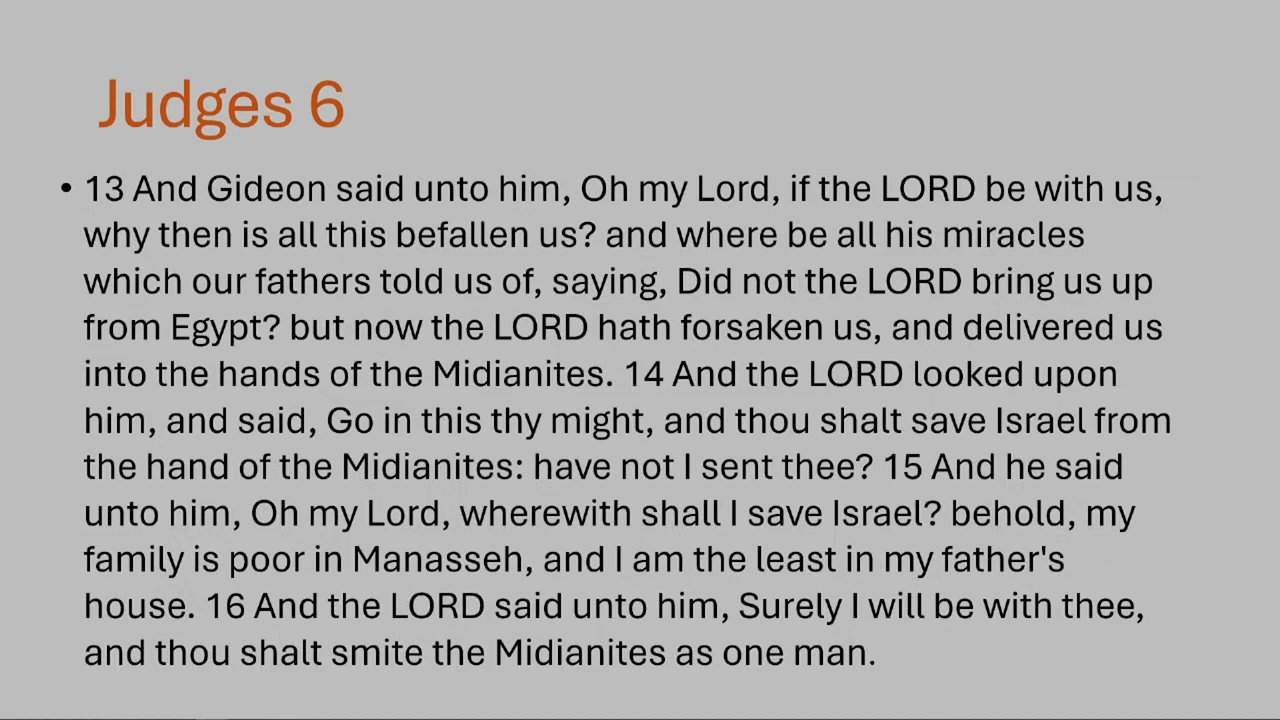 Judges 6
• 13 And Gideon said unto him, Oh my Lord, if the LORD be with us,
why then is all this befallen us? and where be all his miracles
which our fathers told us of, saying, Did not the LORD bring us up
from Egypt? but now the LORD hath forsaken us, and delivered us
into the hands of the Midianites. 14 And the LORD looked upon
him, and said, Go in this thy might, and thou shalt save Israel from
the hand of the Midianites: have not I sent thee? 15 And he said
unto him, Oh my Lord, wherewith shall I save Israel? behold, my
family is poor in Manasseh, and I am the least in my father's
house. 16 And the LORD said unto him, Surely I will be with thee,
and thou shalt smite the Midianites as one man.